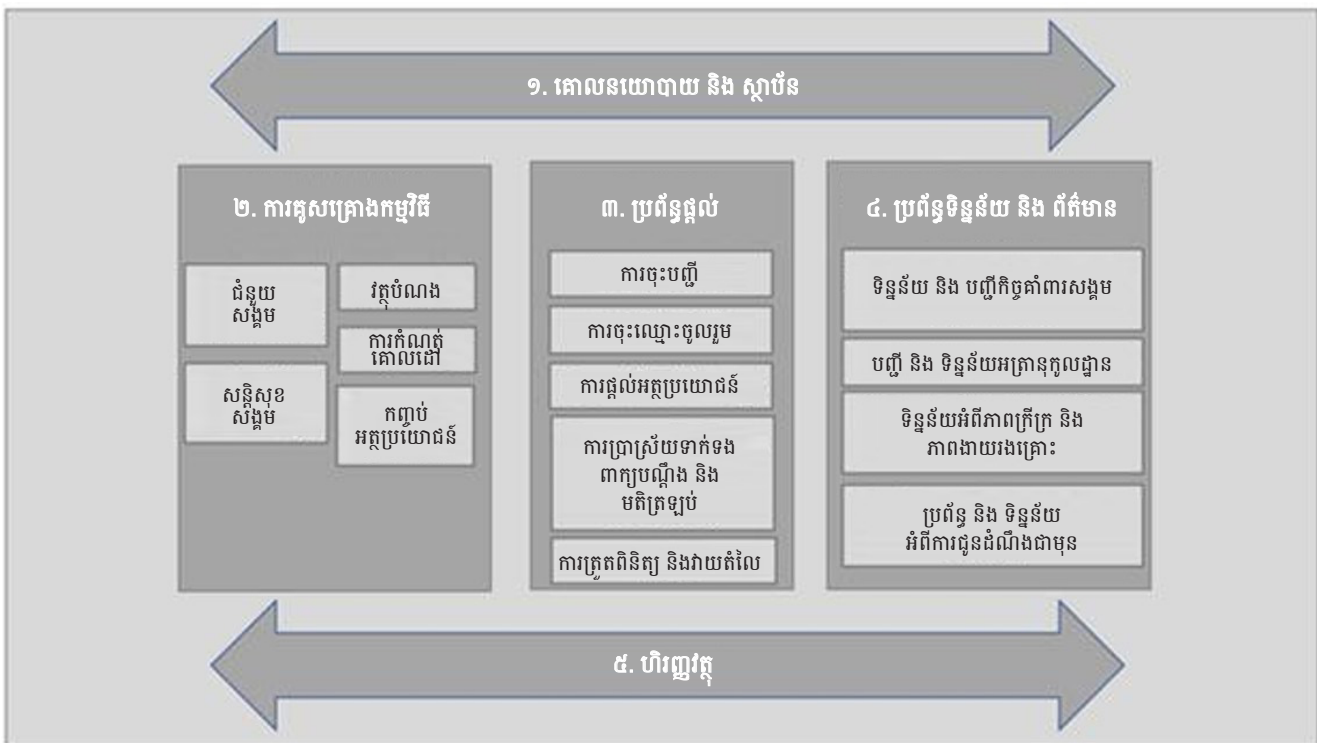 ១. គោលនយោបាយ និង ស្ថាប័ន
២. ការគូសគ្រោងកម្មវិធី
ជំនួយ
សង្គម
សន្តិសុខ
សង្គម
វត្ថុបំណង
ការកំណត់
គោលដៅ
កញ្ចប់
អត្ថប្រយោជន៍
៣. ប្រព័ន្ធផ្តល់
ការចុះបញ្ជី
ការចុះឈ្មោះចូលរួម
ការផ្តល់អត្ថប្រយោជន៍
ការប្រាស្រ័យទាក់ទង
ពាក្យបណ្តឹង និង
មតិត្រឡប់
ការត្រួតពិនិត្យ និងវាយតំលៃ
៤. ប្រព័ន្ធទិន្នន័យ និង ព័ត៌មាន
ទិន្នន័យ និង បញ្ជីកិច្ចគាំពារសង្គម
បញ្ជី និង ទិន្នន័យអត្រានុកូលដ្ឋាន
ទិន្នន័យអំពីភាពក្រីក្រ និង
ភាពងាយរងគ្រោះ
ប្រព័ន្ធ និង ទិន្នន័យ
អំពីការជូនដំណឹងជាមុន
៥. ហិរញ្ញវត្ថុ